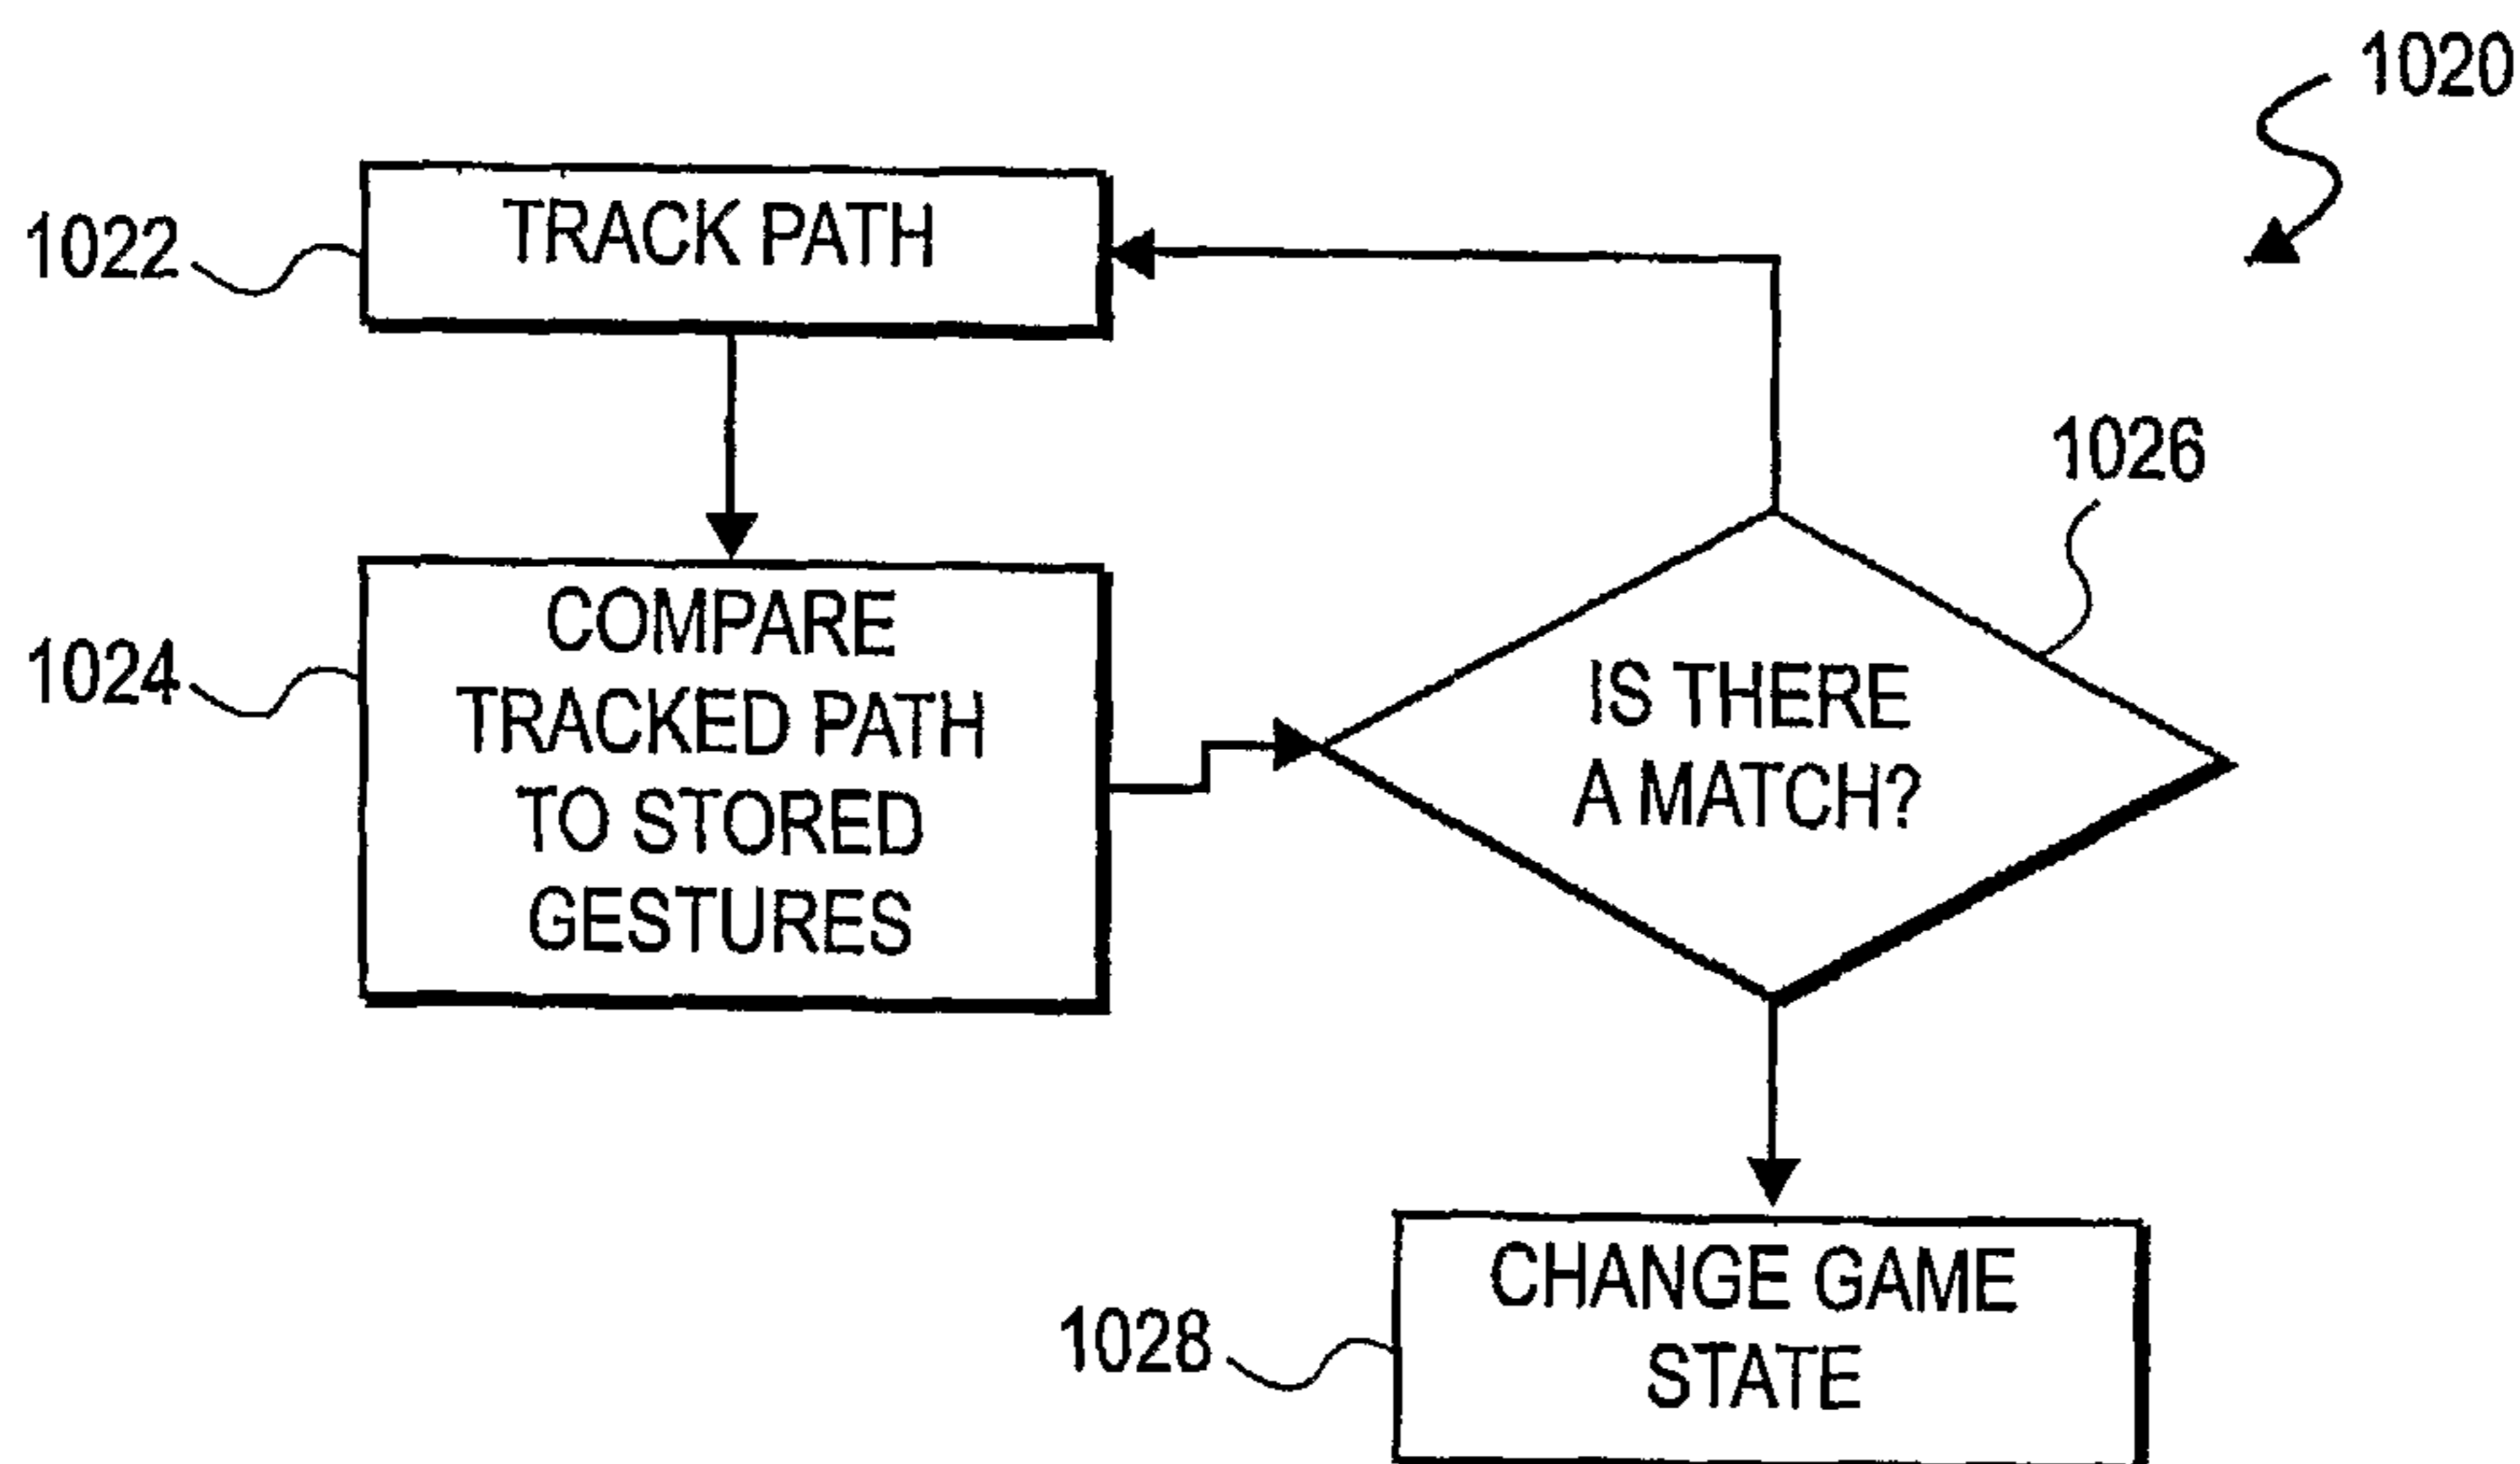 1020
1022
TRACK PATH
1026
1024
COMPARE
TRACKED PATH
TO STORED
GESTURES
IS THERE
A MATCH?
1028
CHANGE GAME
STATE